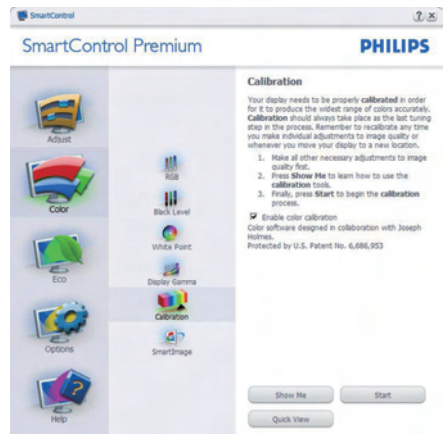 SmartControl
SmartControl Premium
PHILIPS
Adjust
Color
Eco
Options
Help
RGB
Black Level
White Point
Display Gamma
Calibration
SmartImage
Calibration
Your display needs to be properly calibrated in order
for it to produce the widest range of colors accurately.
Calibration should always take place as the last tuning
step in the process. Remember to recalibrate any time
you make individual adjustments to image quality or
whenever you move your display to a new location.
1. Make all other necessary adjustments to image
quality first.
2. Press Show Me to learn how to use the
calibration tools.
3. Finally, press Start to begin the calibration
process.
Enable color calibration
Color software designed in collaboration with Joseph
Holmes.
Protected by U.S. Patent No. 6,686,953
Show Me
Start
Quick View